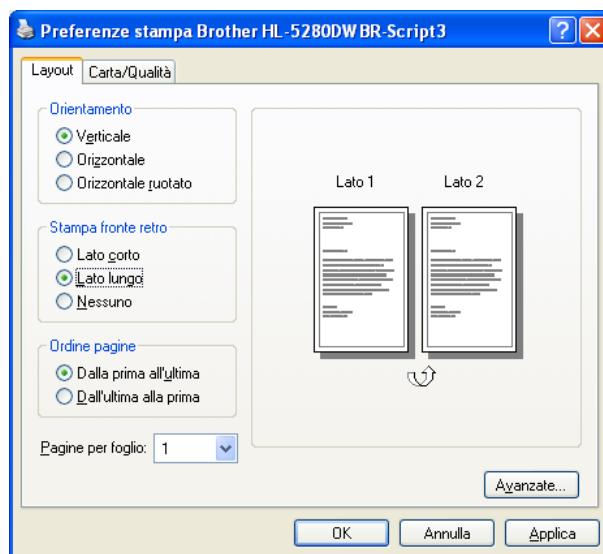 Preferenze stampa Brother HL-5280DW BR-Script3
Layout
Carta/Qualità
Orientamento
Verticale
Orizzontale
Orizzontale ruotato
Stampa fronte retro
Lato corto
Lato lungo
Nessuno
Ordine pagine
Dalla prima all'ultima
Dall'ultima alla prima
Pagine per foglio: 1
Lato 1 Lato 2
Avanzate...
OK Annulla Applica